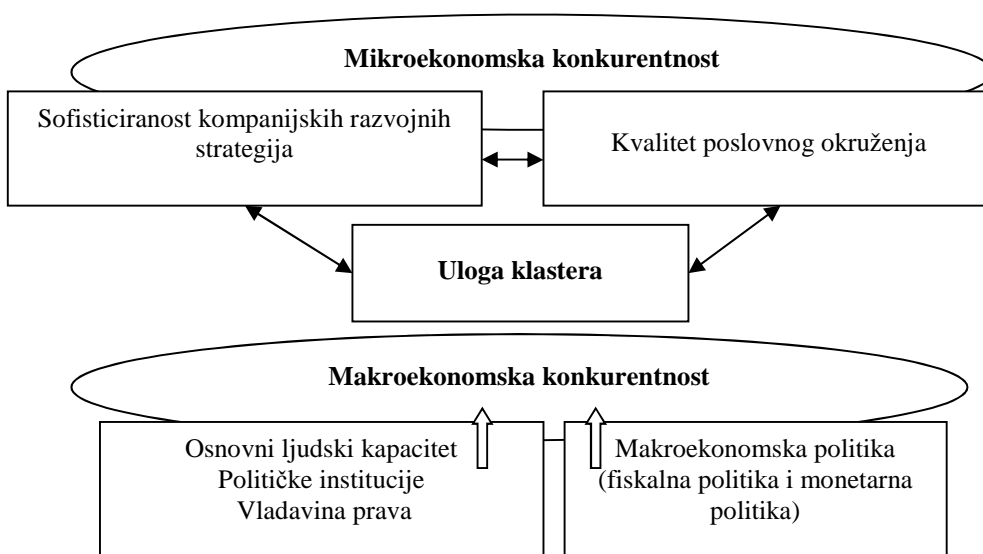 Mikroekonomska konkurentnost
Sofisticiranost kompanijskih razvojnih
strategija
Kvalitet poslovnog okruženja
Uloga klastera
Makroekonomska konkurentnost
Osnovni ljudski kapacitet
Političke institucije
Vladavina prava
Makroekonomska politika
(fiskalna politika i monetarna
politika)